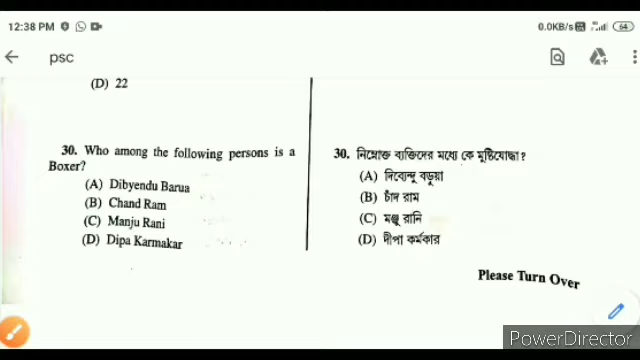 12:38 PM
0.0KB/s
64
psc
(D) 22
30. Who among the following persons is a
Boxer?
(A) Dibyendu Barua
(B) Chand Ram
(C) Manju Rani
(D) Dipa Karmakar
30. নিম্নোক্ত ব্যক্তিদের মধ্যে কে মুষ্টিযোদ্ধা?
(A) দিব্যেন্দু বড়ুয়া
(B) চাঁদ রাম
(C) মঞ্জু রানি
(D) দীপা কর্মকার
Please Turn Over
PowerDirector